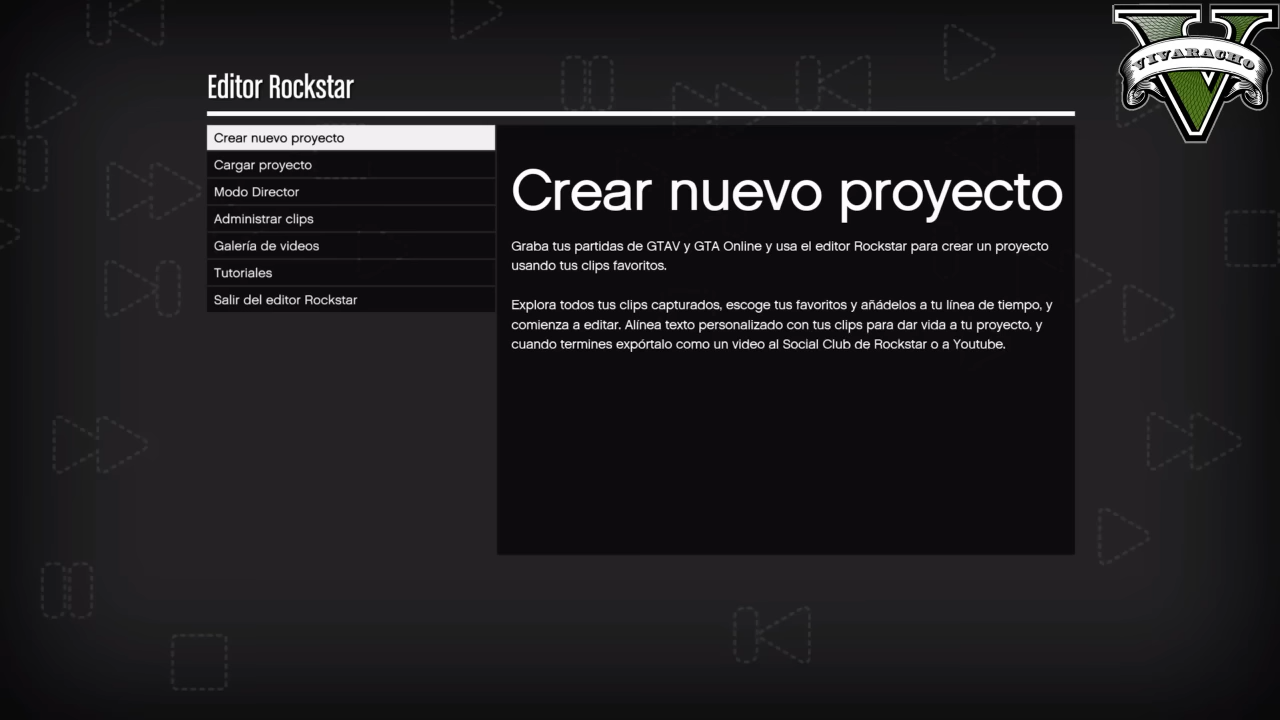 VIVARACHO
Editor Rockstar
Crear nuevo proyecto
Cargar proyecto
Modo Director
Administrar clips
Galería de videos
Tutoriales
Salir del editor Rockstar
Crear nuevo proyecto
Graba tus partidas de GTAV y GTA Online y usa el editor Rockstar para crear un proyecto
usando tus clips favoritos.
Explora todos tus clips capturados, escoge tus favoritos y añádelos a tu línea de tiempo, y
comienza a editar. Alínea texto personalizado con tus clips para dar vida a tu proyecto, y
cuando termines expórtalo como un video al Social Club de Rockstar o a Youtube.